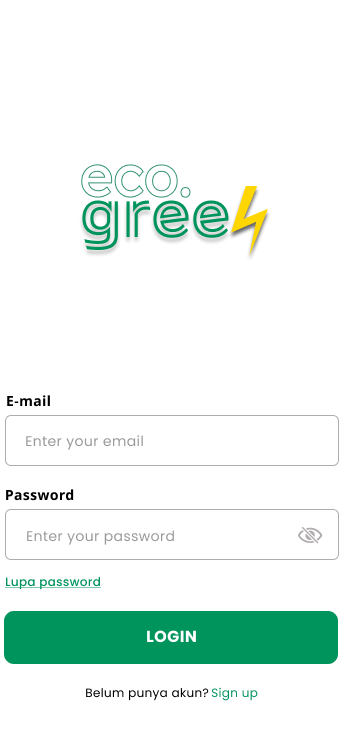 eco.
gree
E-mail
Enter your email
Password
Enter your password
Lupa password
LOGIN
Belum punya akun? Sign up